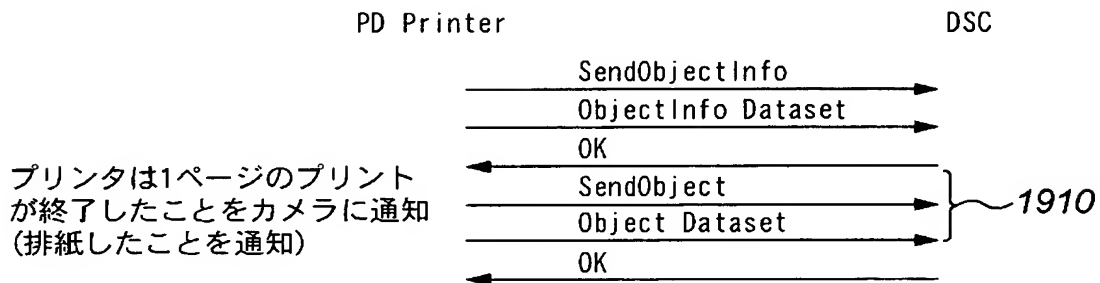 PD Printer DSC
SendObjectInfo
ObjectInfo Dataset
OK
プリンタは1ページのプリント
が終了したことをカメラに通知
(排紙したことを通知)
SendObject
1910
Object Dataset
OK